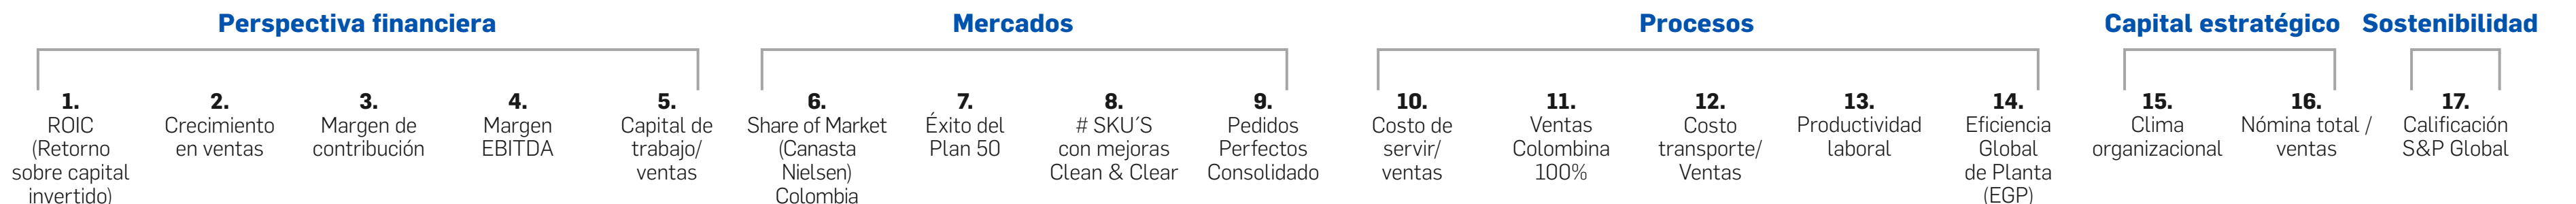 Perspectiva financiera
1.
ROIC
(Retorno
sobre capital
invertido)
2.
Crecimiento
en ventas
3.
Margen de
contribución
4.
Margen
EBITDA
5.
Capital de
trabajo/
ventas
Mercados
6.
Share of Market
(Canasta
Nielsen)
Colombia
7.
Éxito del
Plan 50
8.
# SKU´S
con mejoras
Clean & Clear
9.
Pedidos
Perfectos
Consolidado
Procesos
10.
Costo de
servir/
ventas
11.
Ventas
Colombina
100%
12.
Costo
transporte/
Ventas
13.
Productividad
laboral
14.
Eficiencia
Global
de Planta
(EGP)
Capital estratégico
15.
Clima
organizacional
16.
Nómina total /
ventas
Sostenibilidad
17.
Calificación
S&P Global